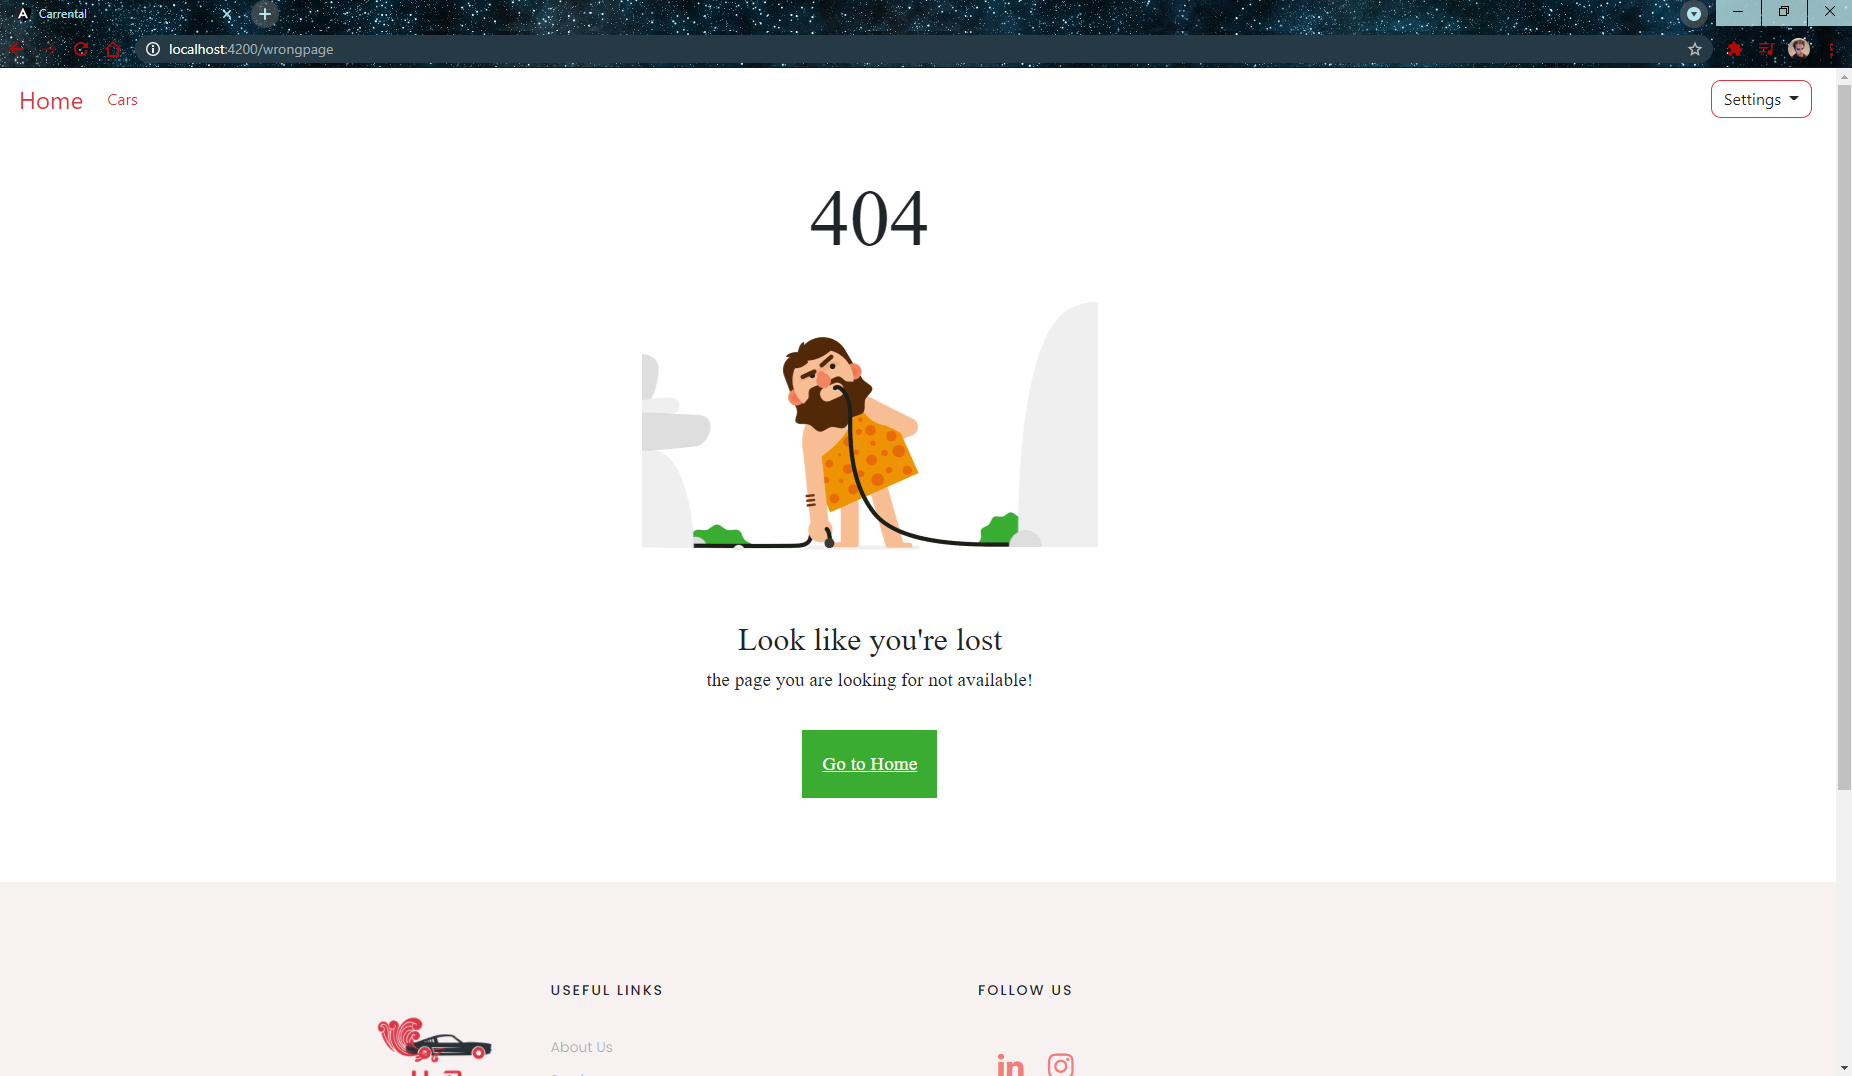 Carrental
localhost:4200/wrongpage
Home Cars Settings
404
Look like you're lost
the page you are looking for not available!
Go to Home
USEFUL LINKS FOLLOW US
About Us
in